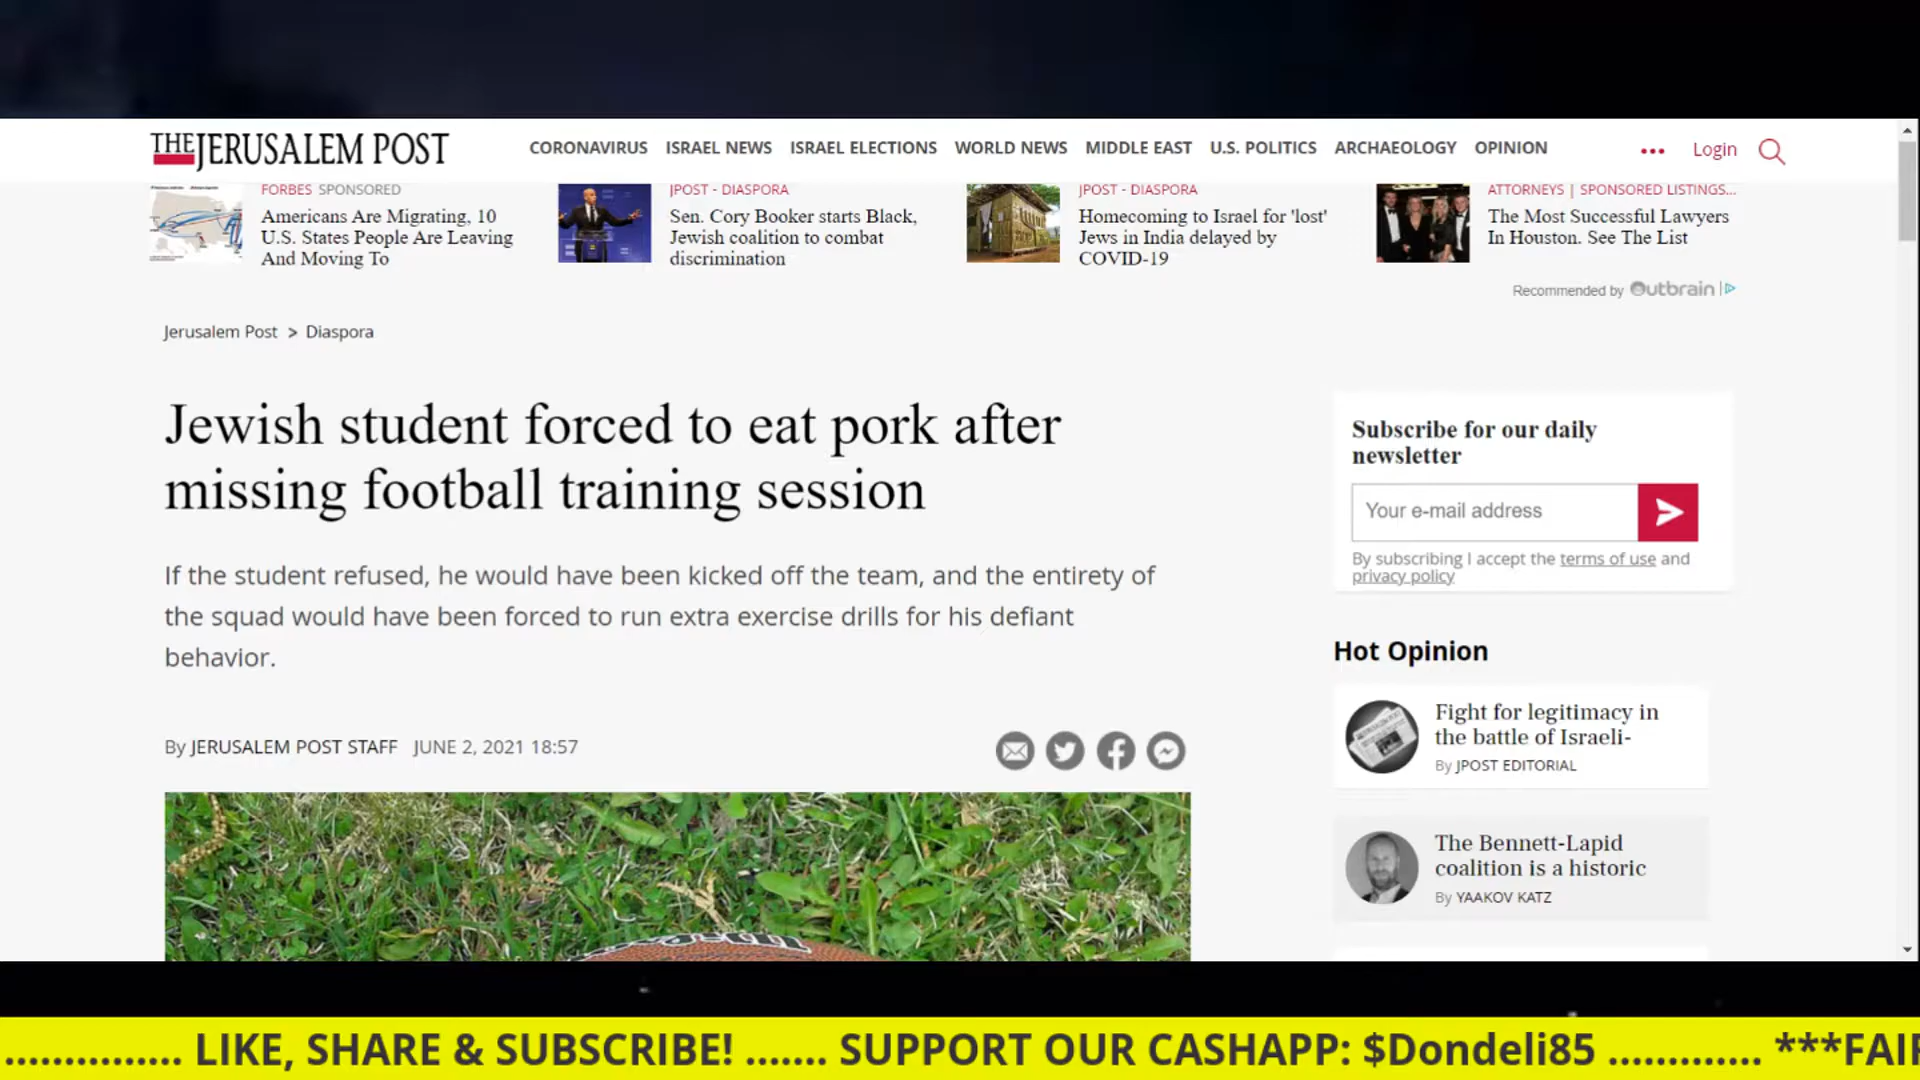 THE JERUSALEM POST
CORONAVIRUS ISRAEL NEWS ISRAEL ELECTIONS WORLD NEWS MIDDLE EAST U.S. POLITICS ARCHAEOLOGY OPINION
••• Login
FORBES SPONSORED
Americans Are Migrating, 10
U.S. States People Are Leaving
And Moving To
JPOST - DIASPORA
Sen. Cory Booker starts Black,
Jewish coalition to combat
discrimination
JPOST - DIASPORA
Homecoming to Israel for 'lost'
Jews in India delayed by
COVID-19
ATTORNEYS | SPONSORED LISTINGS...
The Most Successful Lawyers
In Houston. See The List
Recommended by Outbrain
Jerusalem Post > Diaspora
Jewish student forced to eat pork after
missing football training session
If the student refused, he would have been kicked off the team, and the entirety of
the squad would have been forced to run extra exercise drills for his defiant
behavior.
By JERUSALEM POST STAFF JUNE 2, 2021 18:57
Subscribe for our daily
newsletter
Your e-mail address
By subscribing I accept the terms of use and
privacy policy
Hot Opinion
Fight for legitimacy in
the battle of Israeli-
By JPOST EDITORIAL
The Bennett-Lapid
coalition is a historic
By YAAKOV KATZ
............... LIKE, SHARE & SUBSCRIBE! ....... SUPPORT OUR CASHAPP: $Dondeli85 ............. ***FAIR